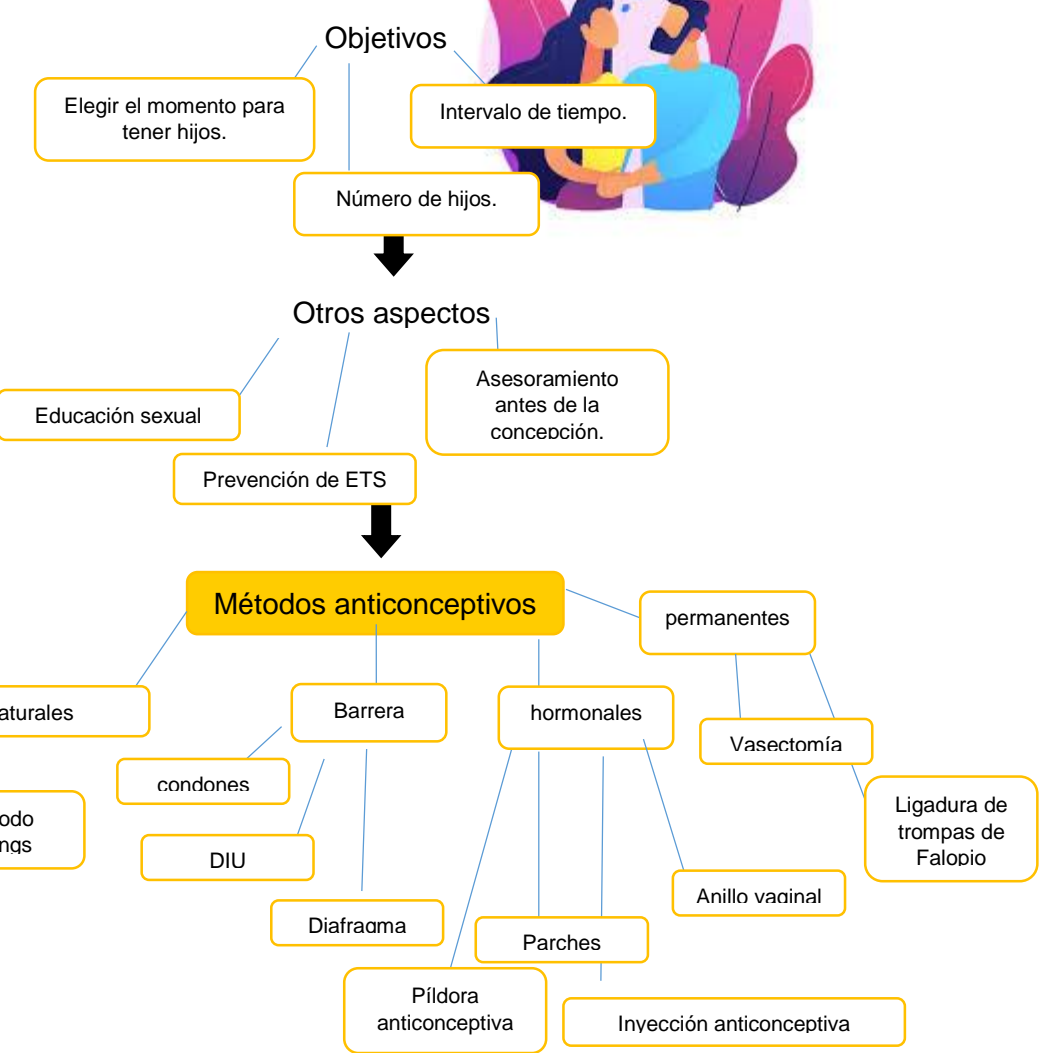 Objetivos
Elegir el momento para
tener hijos.
Intervalo de tiempo.
Número de hijos.
Otros aspectos
Asesoramiento
antes de la
concepción.
Educación sexual
Prevención de ETS
Métodos anticonceptivos
permanentes
aturales
Barrera
hormonales
Vasectomía
condones
odo
ngs
DIU
Ligadura de
trompas de
Falopio
Anillo vaginal
Diafragma
Parches
Píldora
anticonceptiva
Inyección anticonceptiva